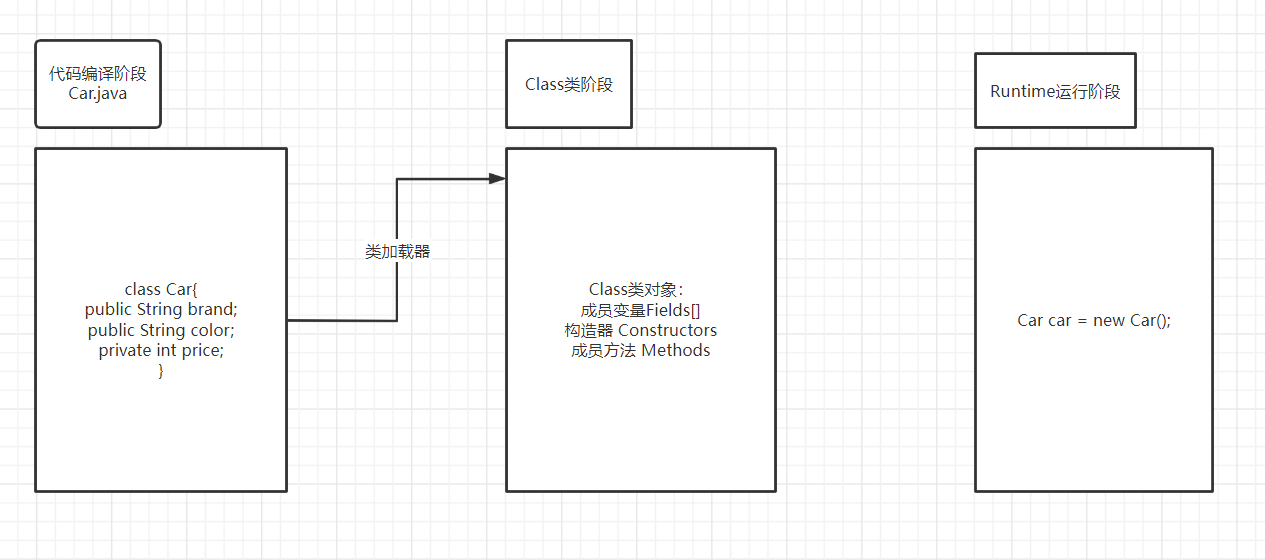 代码编译阶段
Car.java
Class类阶段
Runtime运行阶段
class Car{
public String brand;
public String color;
private int price;
}
类加载器
Class类对象：
成员变量Fields[]
构造器 Constructors
成员方法 Methods
Car car = new Car();